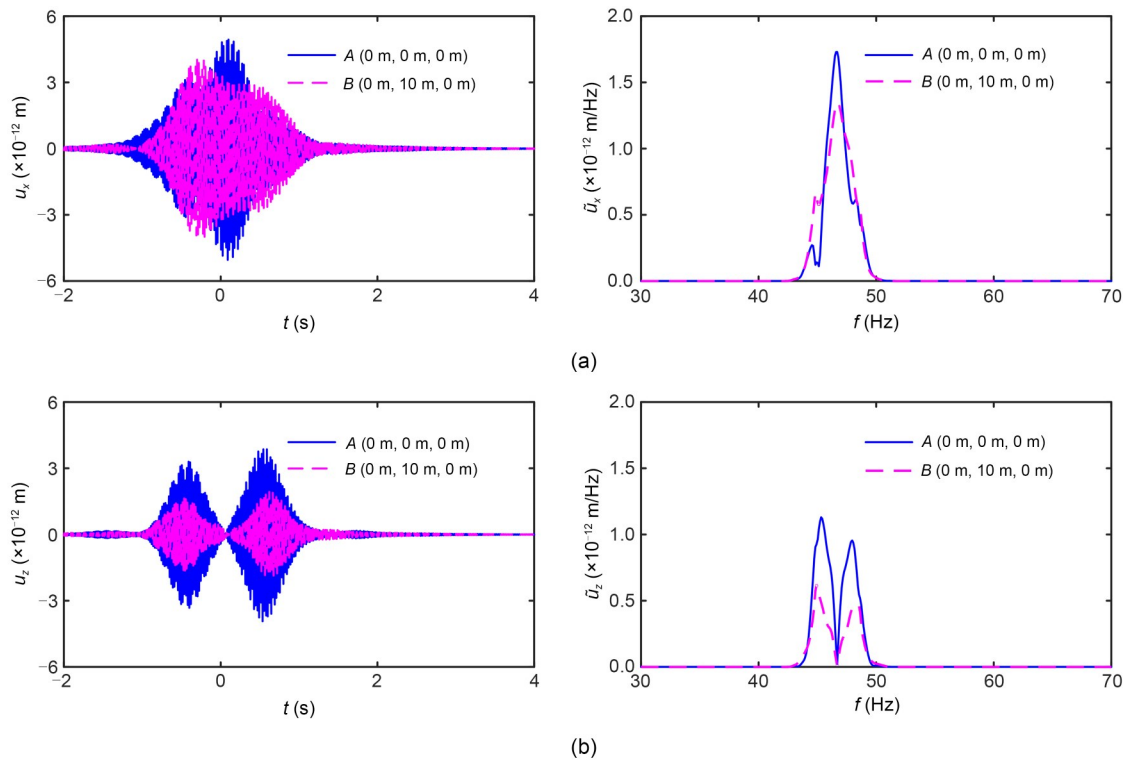 6
3
0
−3
−6
−2
0
2
4
u_x (×10⁻¹² m)
t (s)
A (0 m, 0 m, 0 m)
B (0 m, 10 m, 0 m)
2.0
1.5
1.0
0.5
0.0
30
40
50
60
70
ũ_x (×10⁻¹² m/Hz)
f (Hz)
A (0 m, 0 m, 0 m)
B (0 m, 10 m, 0 m)
(a)
6
3
0
−3
−6
−2
0
2
4
u_z (×10⁻¹² m)
t (s)
A (0 m, 0 m, 0 m)
B (0 m, 10 m, 0 m)
2.0
1.5
1.0
0.5
0.0
30
40
50
60
70
ũ_z (×10⁻¹² m/Hz)
f (Hz)
A (0 m, 0 m, 0 m)
B (0 m, 10 m, 0 m)
(b)